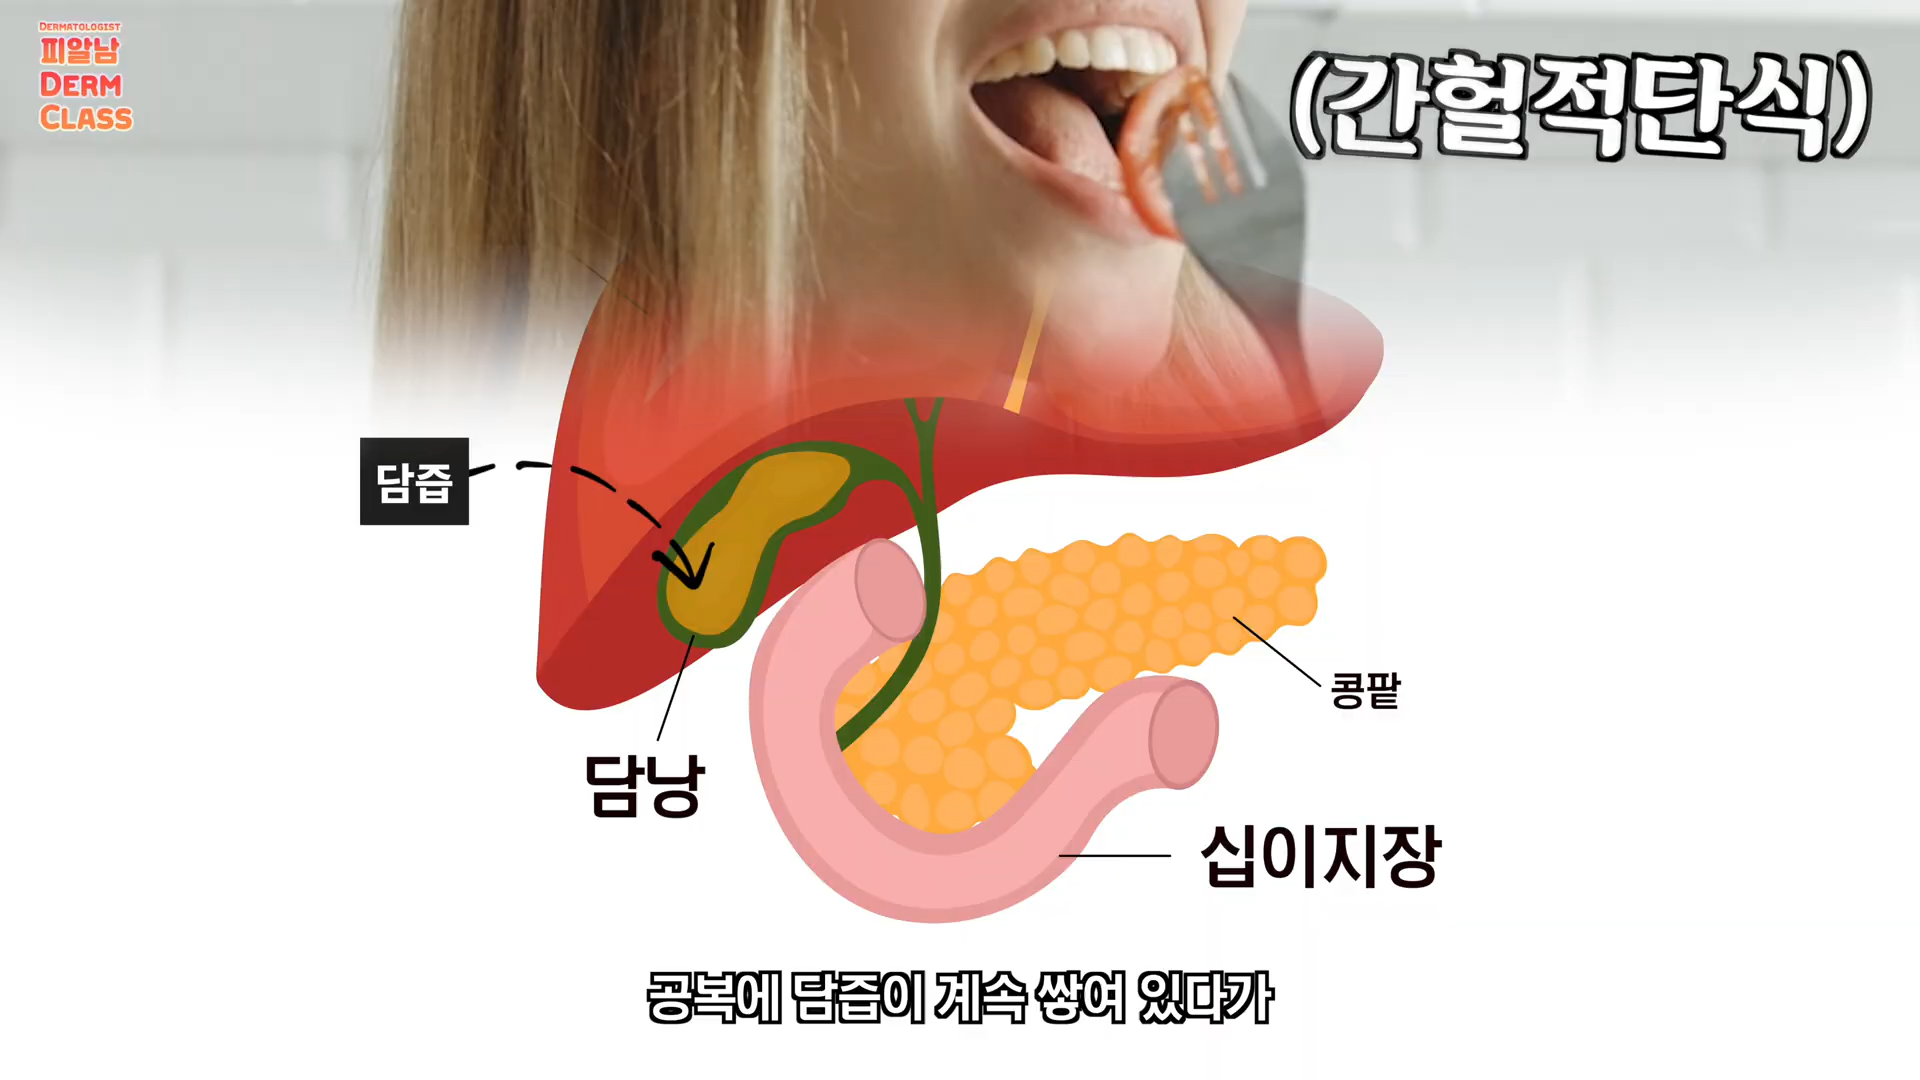 DERMATOLOGIST
피알남
DERM
CLASS
(간헐적단식)
담즙
콩팥
담낭
십이지장
공복에 담즙이 계속 쌓여 있다가